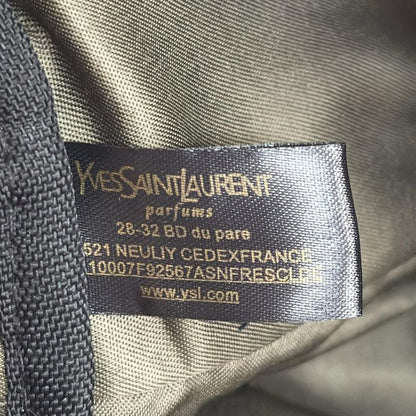 YVESSAINTLAURENT
parfums
28-32 BD du pare
521 NEULIY CEDEXFRANCE
10007F92567ASNFRESCLDE
www.ysl.com